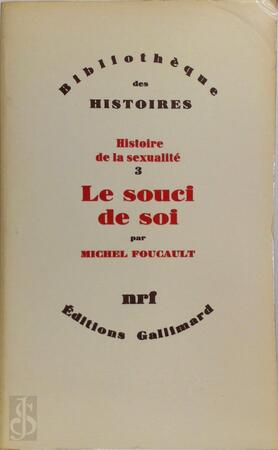 Bibliothèque
des
HISTOIRES
Histoire
de la sexualité
3
Le souci
de soi
par
MICHEL FOUCAULT
nrf
Éditions Gallimard